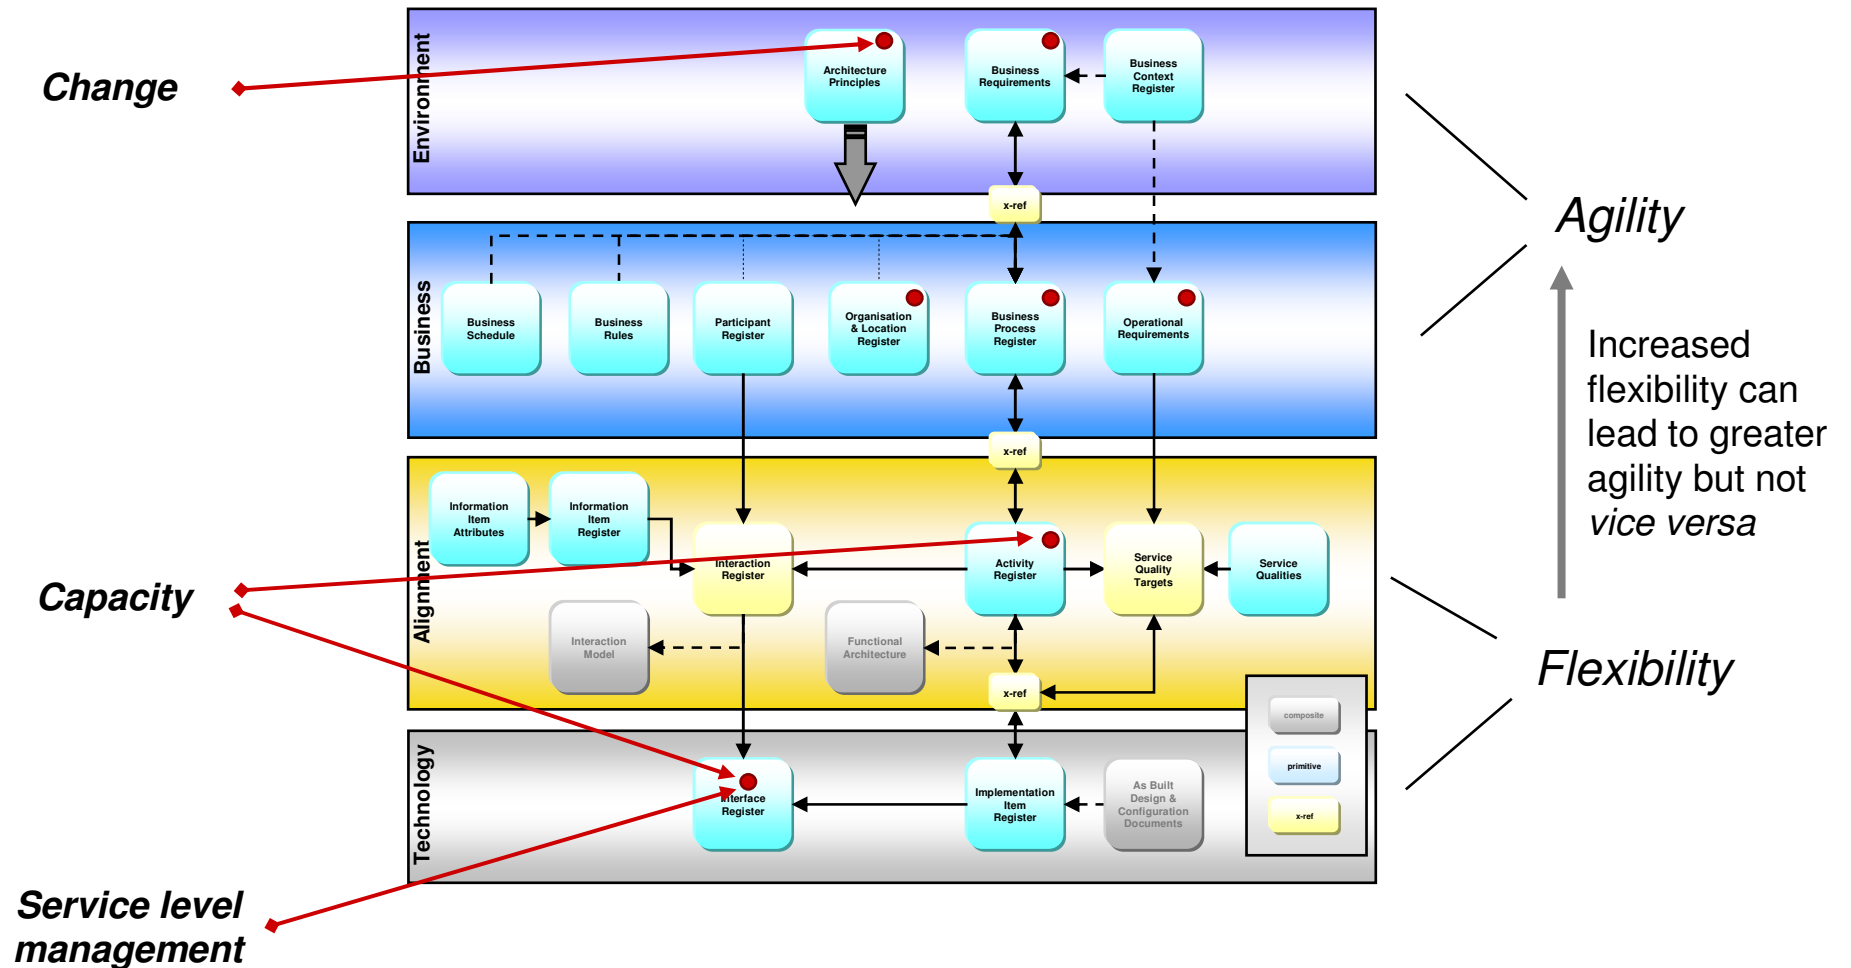 Change
Environment
Architecture
Principles
Business
Requirements
Business
Context
Register
x-ref
Agility
Business
Business
Schedule
Business
Rules
Participant
Register
Organisation
& Location
Register
Business
Process
Register
Operational
Requirements
Increased
flexibility can
lead to greater
agility but not
vice versa
x-ref
Alignment
Information
Item
Attributes
Information
Item
Register
Interaction
Register
Activity
Register
Service
Quality
Targets
Service
Qualities
Capacity
Interaction
Model
Functional
Architecture
x-ref
Flexibility
composite
primitive
x-ref
Technology
Interface
Register
Implementation
Item
Register
As Built
Design &
Configuration
Documents
Service level
management